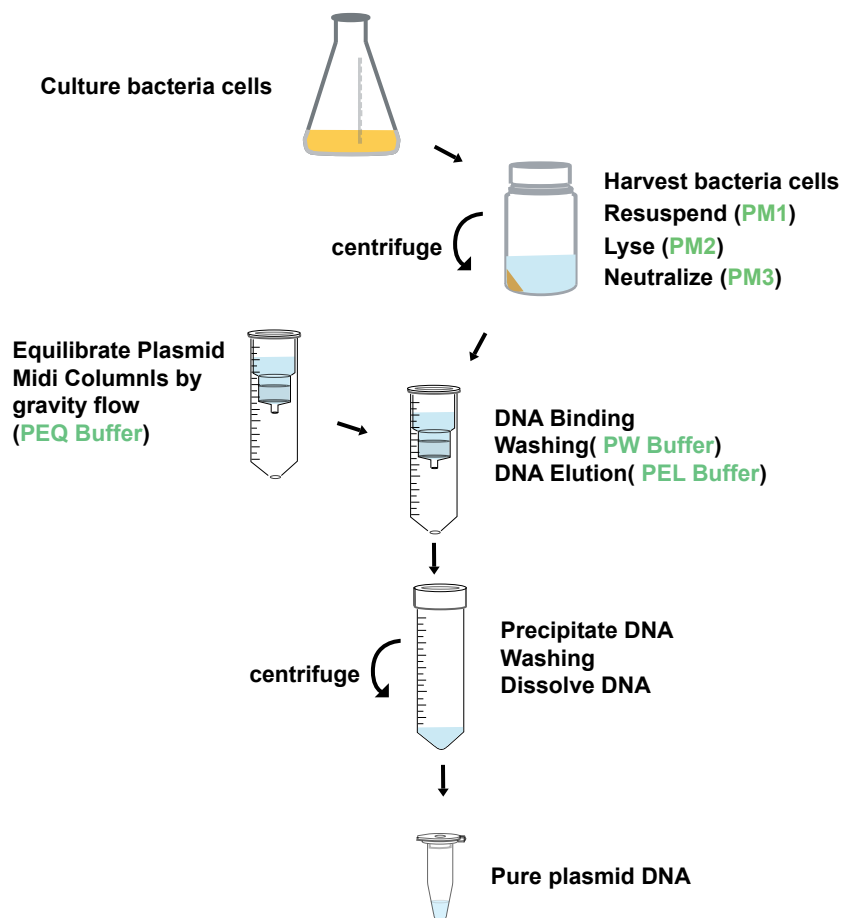 Culture bacteria cells
Harvest bacteria cells
Resuspend (PM1)
Lyse (PM2)
Neutralize (PM3)
centrifuge
Equilibrate Plasmid
Midi Columnls by
gravity flow
(PEQ Buffer)
DNA Binding
Washing( PW Buffer)
DNA Elution( PEL Buffer)
centrifuge
Precipitate DNA
Washing
Dissolve DNA
Pure plasmid DNA